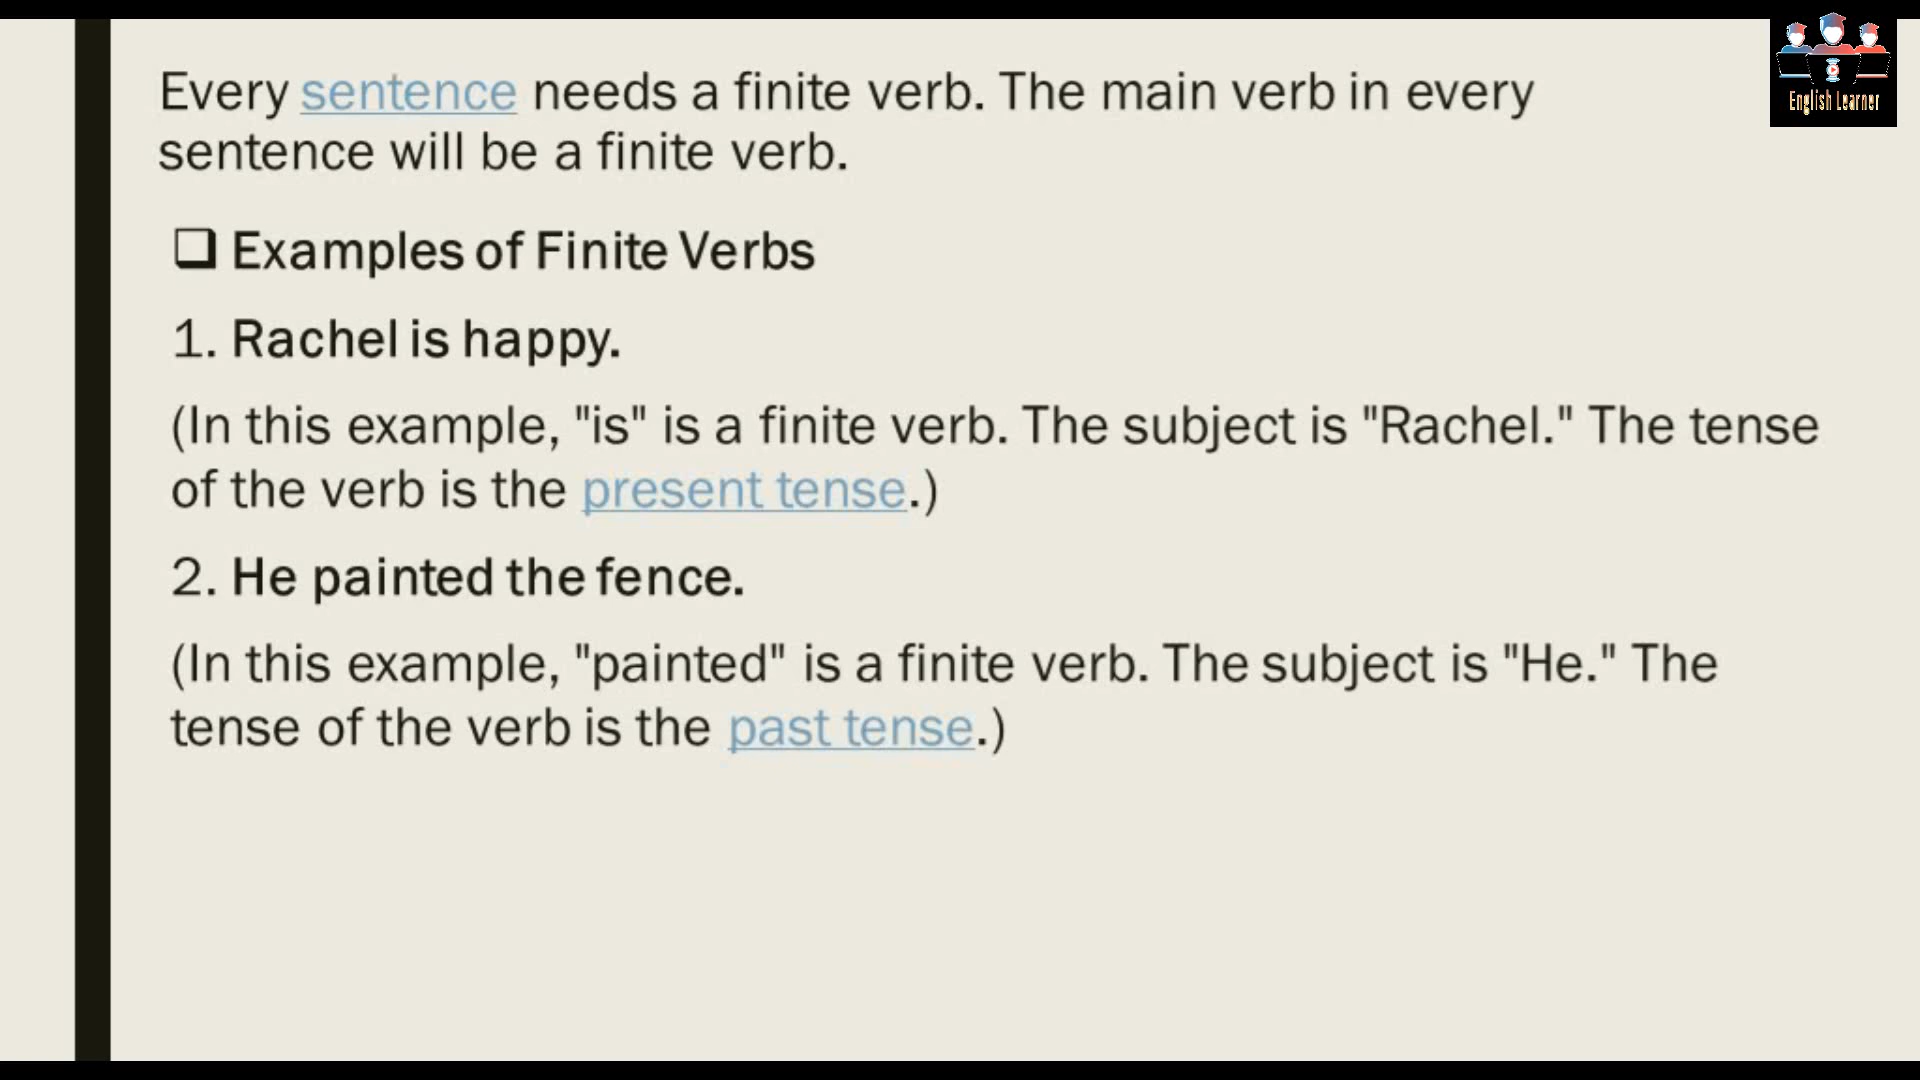 English Learner
Every sentence needs a finite verb. The main verb in every
sentence will be a finite verb.
❑ Examples of Finite Verbs
1. Rachel is happy.
(In this example, "is" is a finite verb. The subject is "Rachel." The tense
of the verb is the present tense.)
2. He painted the fence.
(In this example, "painted" is a finite verb. The subject is "He." The
tense of the verb is the past tense.)